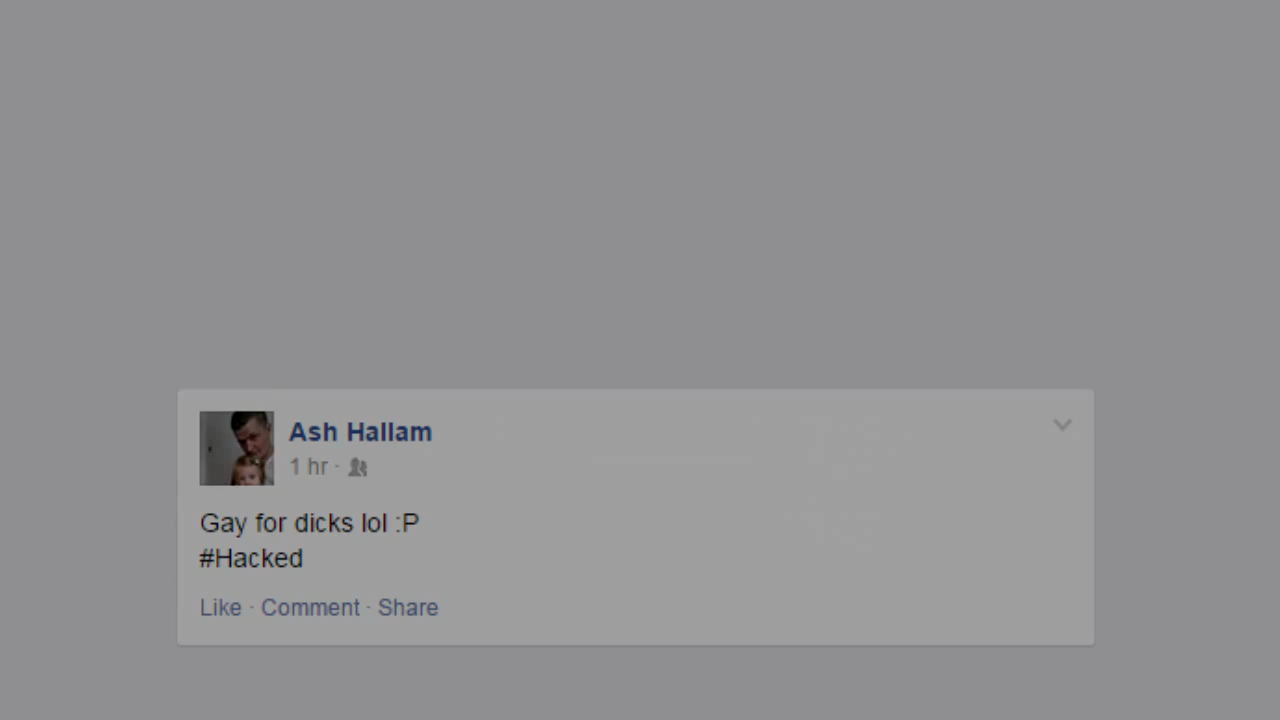 Ash Hallam
1 hr ·
Gay for dicks lol :P
#Hacked
Like · Comment · Share